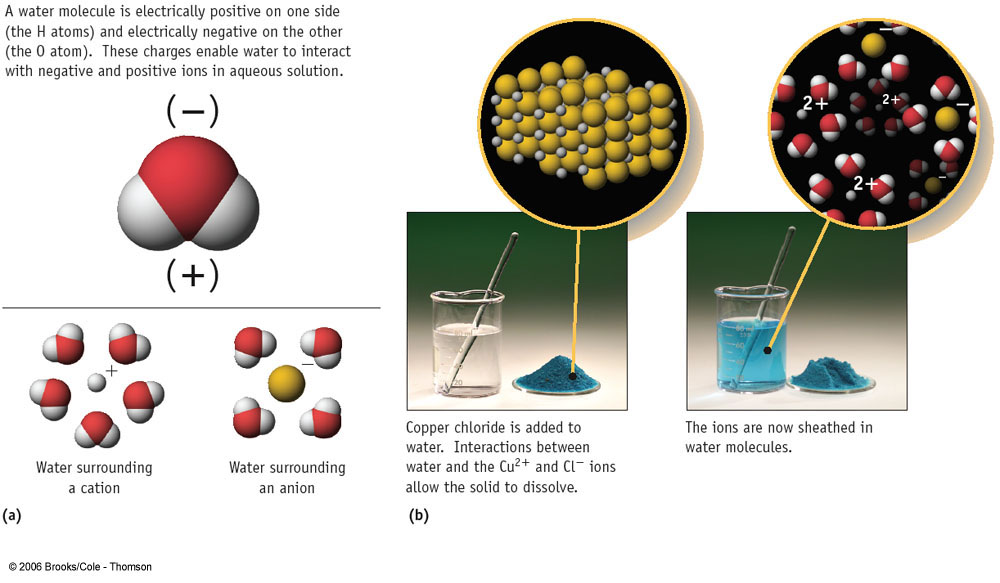 A water molecule is electrically positive on one side
(the H atoms) and electrically negative on the other
(the O atom). These charges enable water to interact
with negative and positive ions in aqueous solution.
(−)
(+)
+
−
Water surrounding
a cation
Water surrounding
an anion
(a)
−
2+
2+
−
2+
−
20
Copper chloride is added to
water. Interactions between
water and the Cu²⁺ and Cl⁻ ions
allow the solid to dissolve.
The ions are now sheathed in
water molecules.
(b)
© 2006 Brooks/Cole - Thomson